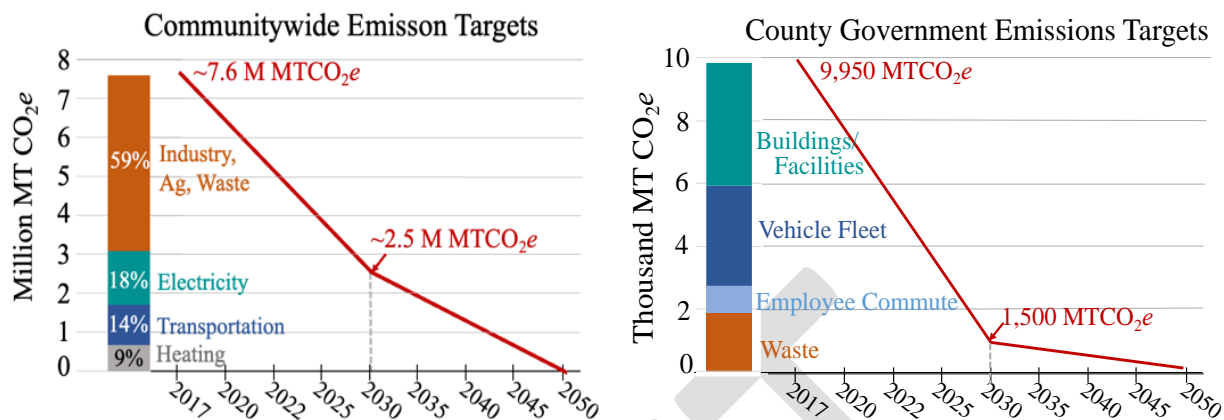 Communitywide Emisson Targets
Million MT CO₂e
8
7
6
5
4
3
2
1
0
59%
18%
14%
9%
Industry,
Ag, Waste
Electricity
Transportation
Heating
~7.6 M MTCO₂e
~2.5 M MTCO₂e
2017
2020
2022
2025
2030
2035
2040
2045
2050
County Government Emissions Targets
Thousand MT CO₂e
10
8
6
4
2
0
Buildings/
Facilities
Vehicle Fleet
Employee Commute
Waste
9,950 MTCO₂e
1,500 MTCO₂e
2017
2020
2022
2025
2030
2035
2040
2045
2050